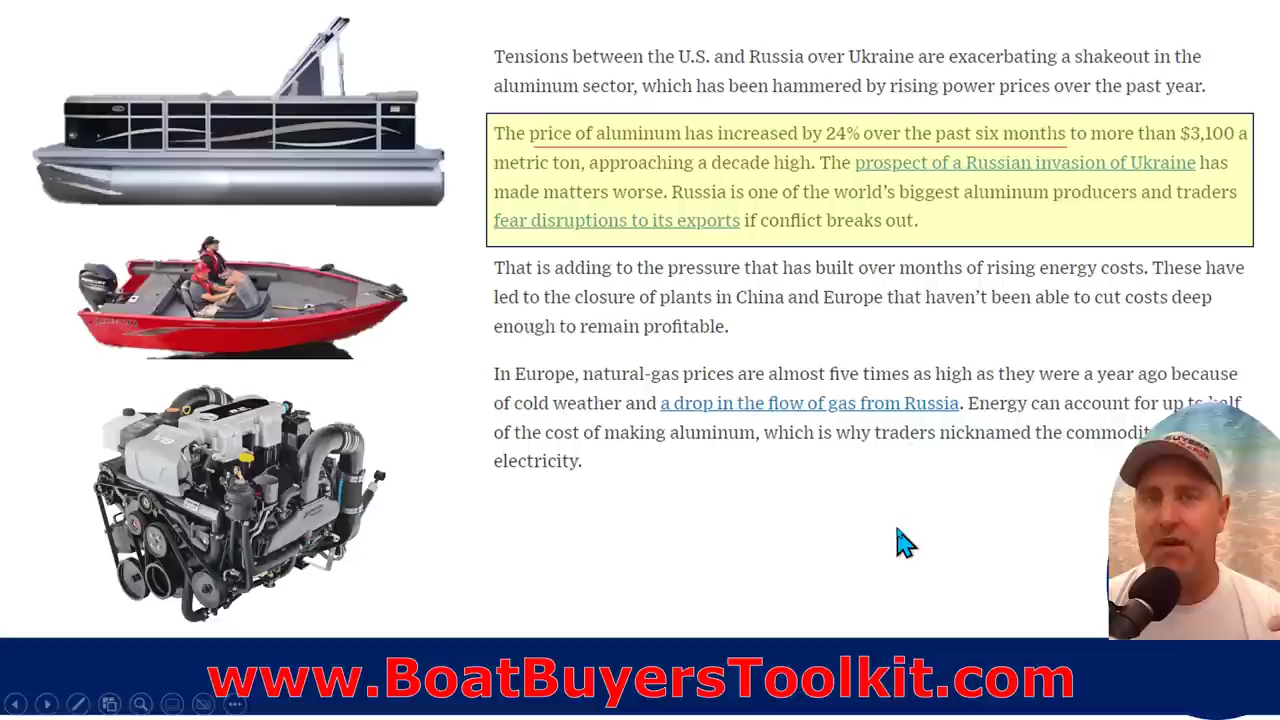 Tensions between the U.S. and Russia over Ukraine are exacerbating a shakeout in the
aluminum sector, which has been hammered by rising power prices over the past year.
The price of aluminum has increased by 24% over the past six months to more than $3,100 a
metric ton, approaching a decade high. The prospect of a Russian invasion of Ukraine has
made matters worse. Russia is one of the world’s biggest aluminum producers and traders
fear disruptions to its exports if conflict breaks out.
That is adding to the pressure that has built over months of rising energy costs. These have
led to the closure of plants in China and Europe that haven’t been able to cut costs deep
enough to remain profitable.
In Europe, natural-gas prices are almost five times as high as they were a year ago because
of cold weather and a drop in the flow of gas from Russia. Energy can account for up to half
of the cost of making aluminum, which is why traders nicknamed the
electricity.
V8
BUYERS
www.BoatBuyersToolkit.com